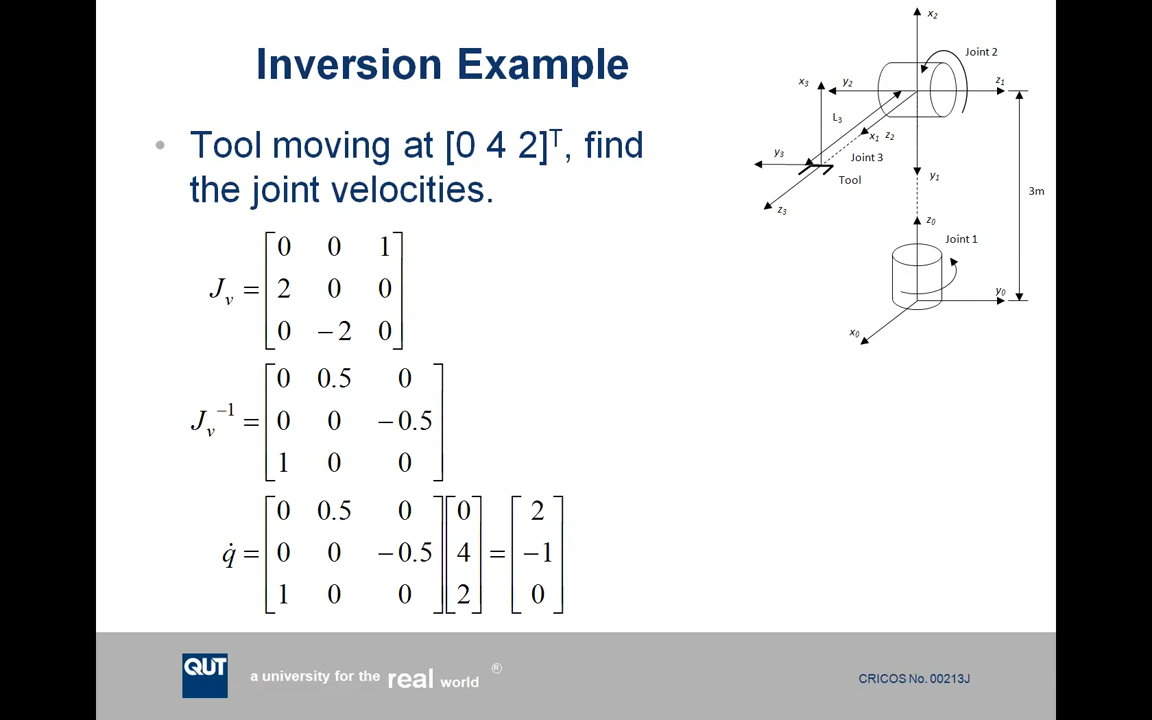 Inversion Example
• Tool moving at [0 4 2]ᵀ, find
the joint velocities.
J_v = [0 0 1
2 0 0
0 −2 0]
J_v⁻¹ = [0 0.5 0
0 0 −0.5
1 0 0]
q̇ = [0 0.5 0
0 0 −0.5
1 0 0] [0
4
2] = [2
−1
0]
x₂
Joint 2
x₃ y₂ z₁
L₃
x₁ z₂
y₃ Joint 3
Tool y₁
3m
z₃
z₀
Joint 1
y₀
x₀
QUT a university for the real world ®
CRICOS No. 00213J